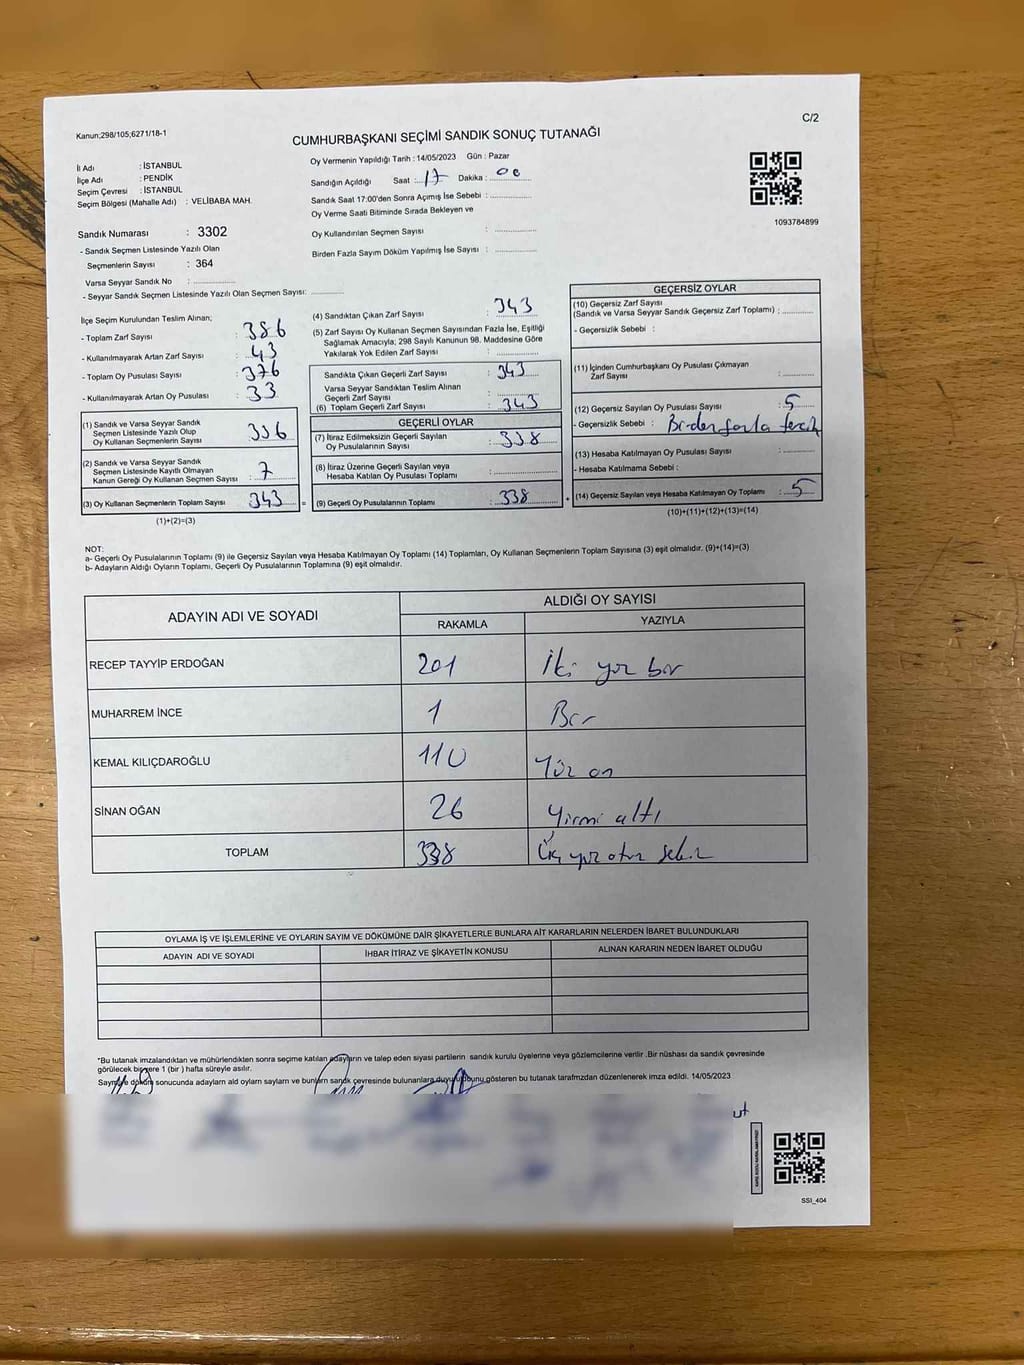 Kanun;298/105;6271/18-1
C/2
CUMHURBAŞKANI SEÇİMİ SANDIK SONUÇ TUTANAĞI
İl Adı : İSTANBUL
İlçe Adı : PENDİK
Seçim Çevresi : İSTANBUL
Seçim Bölgesi (Mahalle Adı) : VELİBABA MAH.
Oy Vermenin Yapıldığı Tarih : 14/05/2023 Gün : Pazar
Sandığın Açıldığı Saat : 17 Dakika : 00
Sandık Saat 17:00'den Sonra Açımış İse Sebebi :
Oy Verme Saati Bitiminde Sırada Bekleyen ve
Oy Kullandırılan Seçmen Sayısı :
Birden Fazla Sayım Döküm Yapılmış İse Sayısı :
1093784899
Sandık Numarası : 3302
- Sandık Seçmen Listesinde Yazılı Olan
Seçmenlerin Sayısı : 364
Varsa Seyyar Sandık No :
- Seyyar Sandık Seçmen Listesinde Yazılı Olan Seçmen Sayısı:
İlçe Seçim Kurulundan Teslim Alınan;
- Toplam Zarf Sayısı : 386
- Kullanılmayarak Artan Zarf Sayısı : 43
- Toplam Oy Pusulası Sayısı : 376
- Kullanılmayarak Artan Oy Pusulası : 33
(1) Sandık ve Varsa Seyyar Sandık
Seçmen Listesinde Yazılı Olup
Oy Kullanan Seçmenlerin Sayısı : 336
(2) Sandık ve Varsa Seyyar Sandık
Seçmen Listesinde Kayıtlı Olmayan
Kanun Gereği Oy Kullanan Seçmen Sayısı : 7
(3) Oy Kullanan Seçmenlerin Toplam Sayısı : 343
(1)+(2)=(3)
(4) Sandıktan Çıkan Zarf Sayısı : 343
(5) Zarf Sayısı Oy Kullanan Seçmen Sayısından Fazla İse, Eşitliği
Sağlamak Amacıyla; 298 Sayılı Kanunun 98. Maddesine Göre
Yakılarak Yok Edilen Zarf Sayısı :
Sandıkta Çıkan Geçerli Zarf Sayısı : 343
Varsa Seyyar Sandıktan Teslim Alınan
Geçerli Zarf Sayısı :
(6) Toplam Geçerli Zarf Sayısı : 343
GEÇERLİ OYLAR
(7) İtiraz Edilmeksizin Geçerli Sayılan
Oy Pusulasının Sayısı : 338
(8) İtiraz Üzerine Geçerli Sayılan veya
Hesaba Katılan Oy Pusulası Toplamı :
(9) Geçerli Oy Pusulalarının Toplamı : 338
GEÇERSİZ OYLAR
(10) Geçersiz Zarf Sayısı
(Sandık ve Varsa Seyyar Sandık Geçersiz Zarf Toplamı) :
- Geçersizlik Sebebi :
(11) İçinden Cumhurbaşkanı Oy Pusulası Çıkmayan
Zarf Sayısı :
(12) Geçersiz Sayılan Oy Pusulası Sayısı : 5
- Geçersizlik Sebebi : Birden fazla tercih
(13) Hesaba Katılmayan Oy Pusulası Sayısı :
- Hesaba Katılmama Sebebi :
(14) Geçersiz Sayılan veya Hesaba Katılmayan Oy Toplamı : 5
(10)+(11)+(12)+(13)=(14)
NOT:
a- Geçerli Oy Pusulalarının Toplamı (9) ile Geçersiz Sayılan veya Hesaba Katılmayan Oy Toplamı (14) Toplamları, Oy Kullanan Seçmenlerin Toplam Sayısına (3) eşit olmalıdır. (9)+(14)=(3)
b- Adayların Aldığı Oyların Toplamı, Geçerli Oy Pusulalarının Toplamına (9) eşit olmalıdır.
ADAYIN ADI VE SOYADI ALDIĞI OY SAYISI
RAKAMLA YAZIYLA
RECEP TAYYİP ERDOĞAN 201 İki yüz bir
MUHARREM İNCE 1 Bir
KEMAL KILIÇDAROĞLU 110 Yüz on
SİNAN OĞAN 26 Yirmi altı
TOPLAM 338 Üç yüz otuz sekiz
OYLAMA İŞ VE İŞLEMLERİNE VE OYLARIN SAYIM VE DÖKÜMÜNE DAİR ŞİKAYETLERLE BUNLARA AİT KARARLARIN NELERDEN İBARET BULUNDUKLARI
ADAYIN ADI VE SOYADI İHBAR İTİRAZ VE ŞİKAYETİN KONUSU ALINAN KARARIN NEDEN İBARET OLDUĞU
*Bu tutanak imzalandıktan ve mühürlendikten sonra seçime katılan adayların ve talep eden siyasi partilerin sandık kurulu üyelerine veya gözlemcilerine verilir .Bir nüshası da sandık çevresinde
görülecek bir yere 1 (bir ) hafta süreyle asılır.
Sayım ve döküm sonucunda adayların ald oyların sayların ve bunların sandık çevresinde bulunanlara duyurulduğunu gösteren bu tutanak tarafımızdan düzenlenerek imza edildi. 14/05/2023
ut
SSI_404